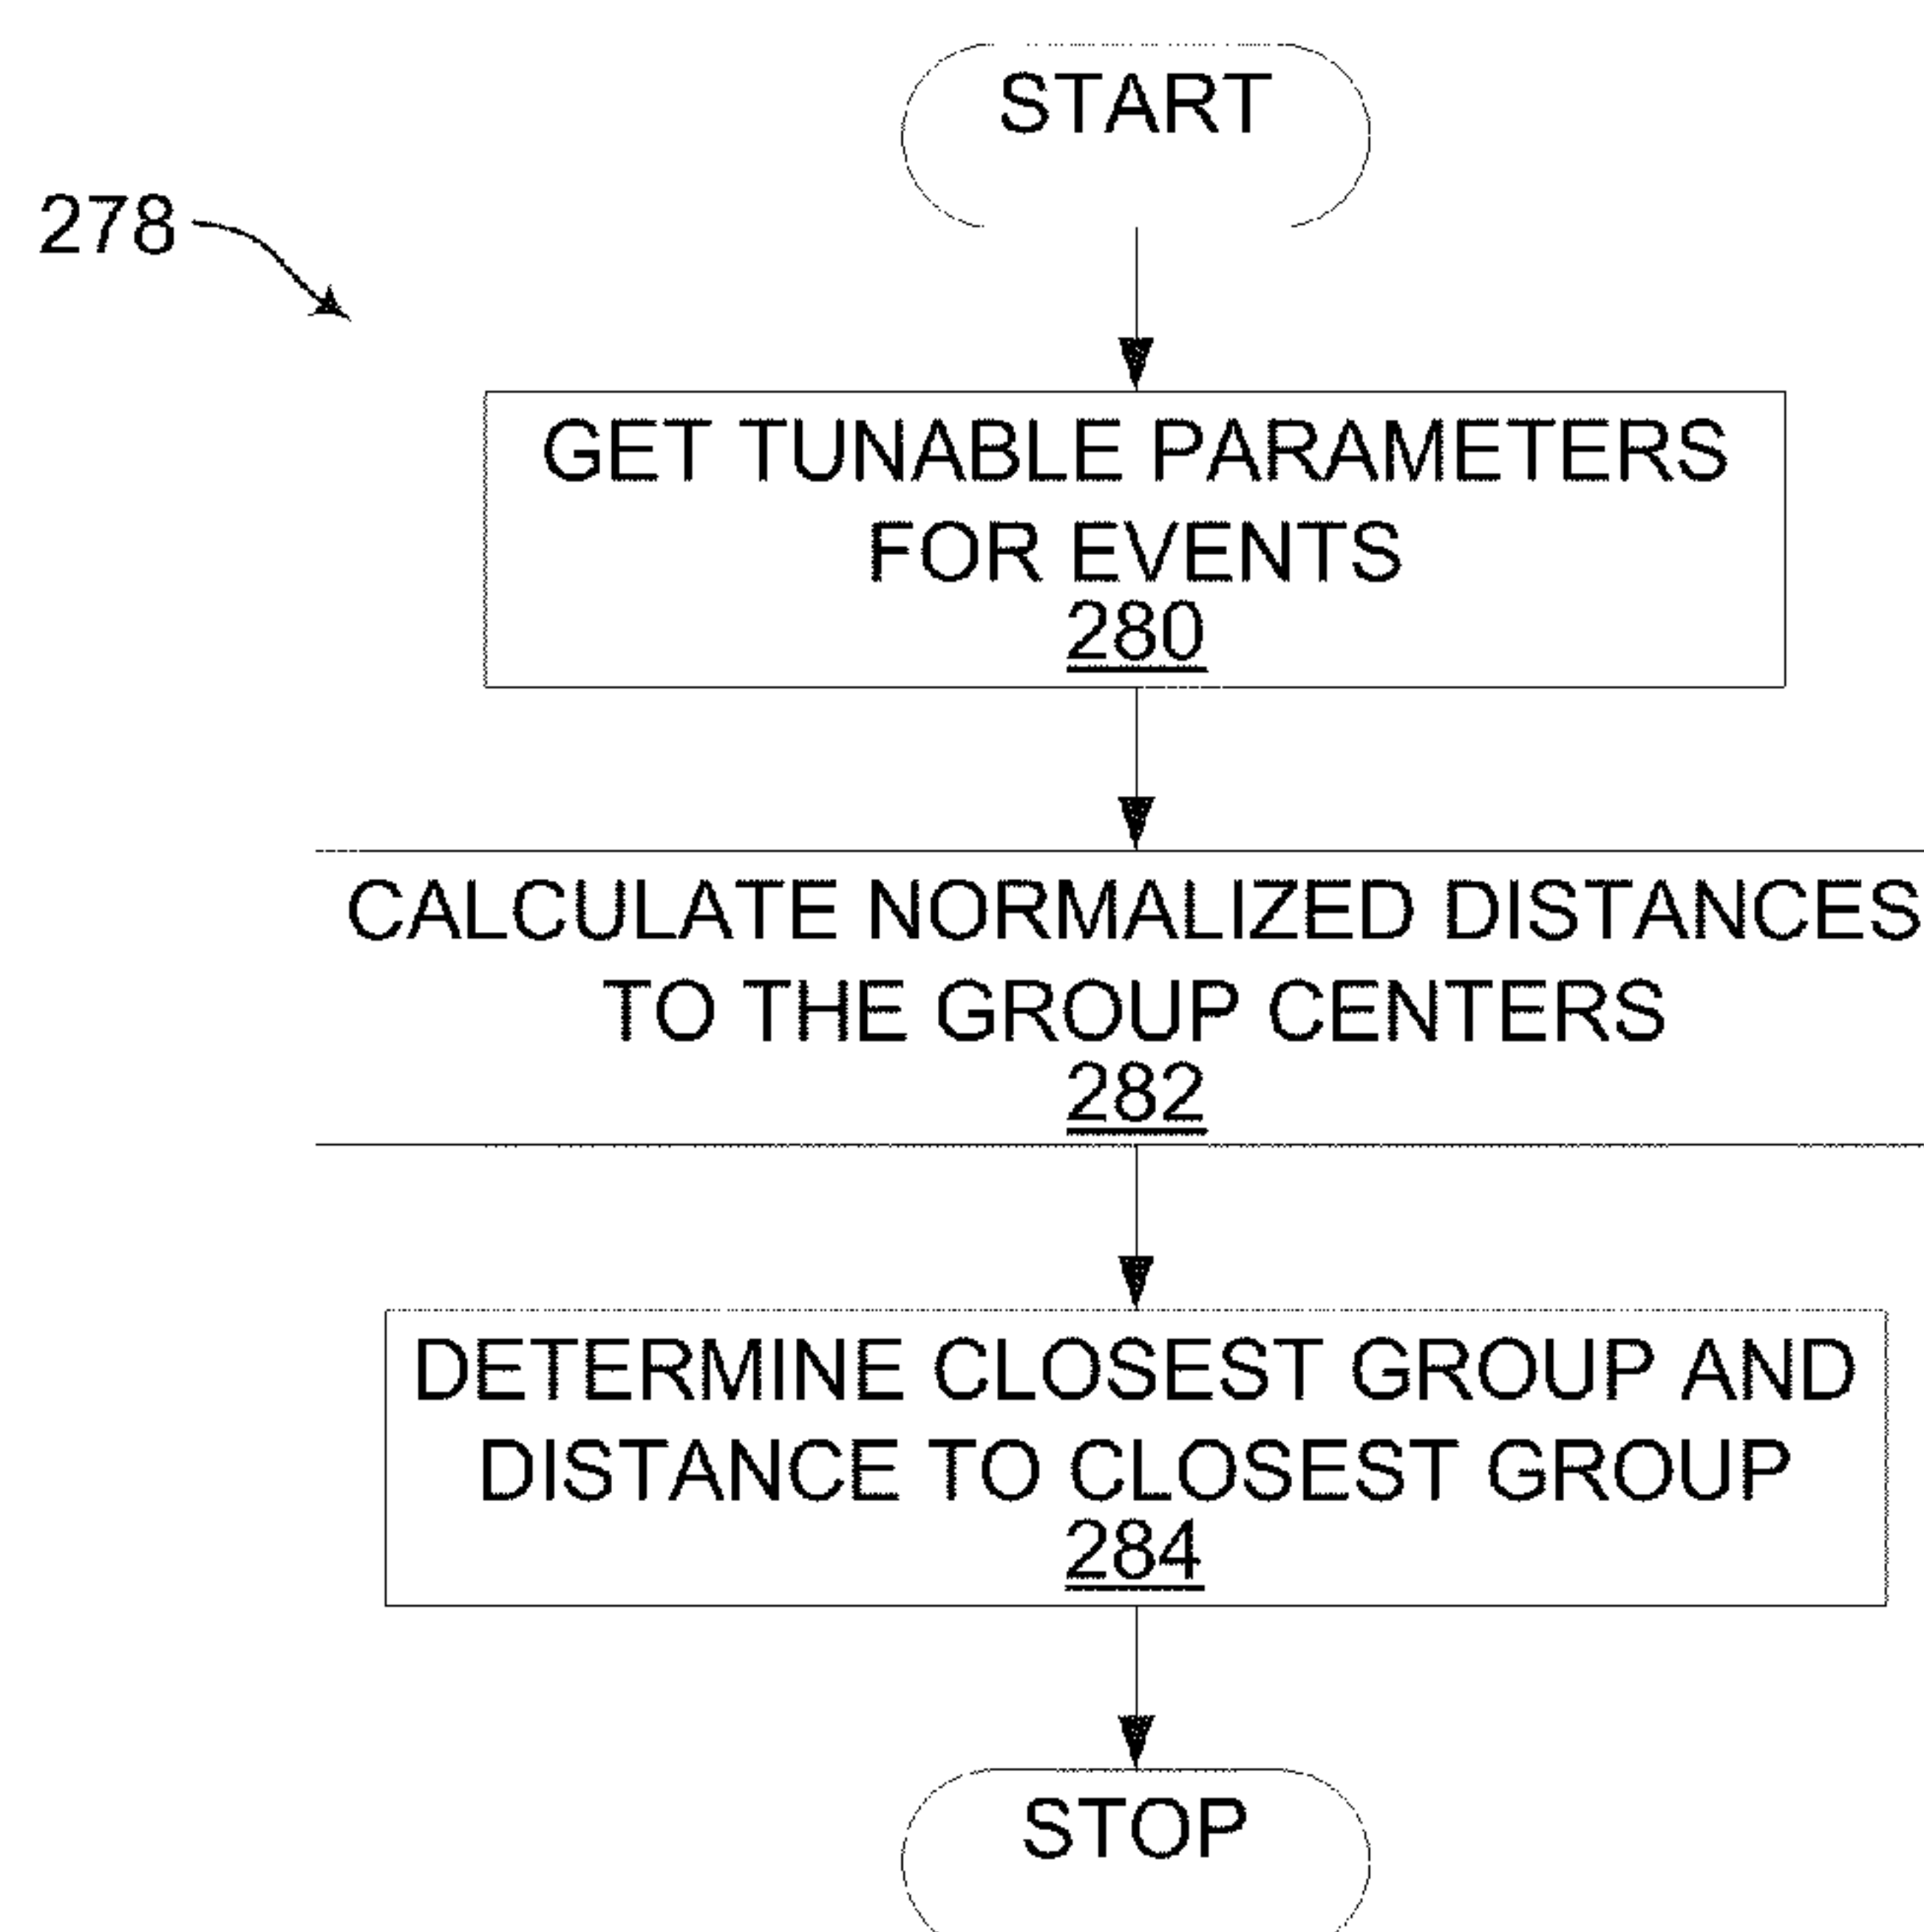 START
278
GET TUNABLE PARAMETERS
FOR EVENTS
280
CALCULATE NORMALIZED DISTANCES
TO THE GROUP CENTERS
282
DETERMINE CLOSEST GROUP AND
DISTANCE TO CLOSEST GROUP
284
STOP